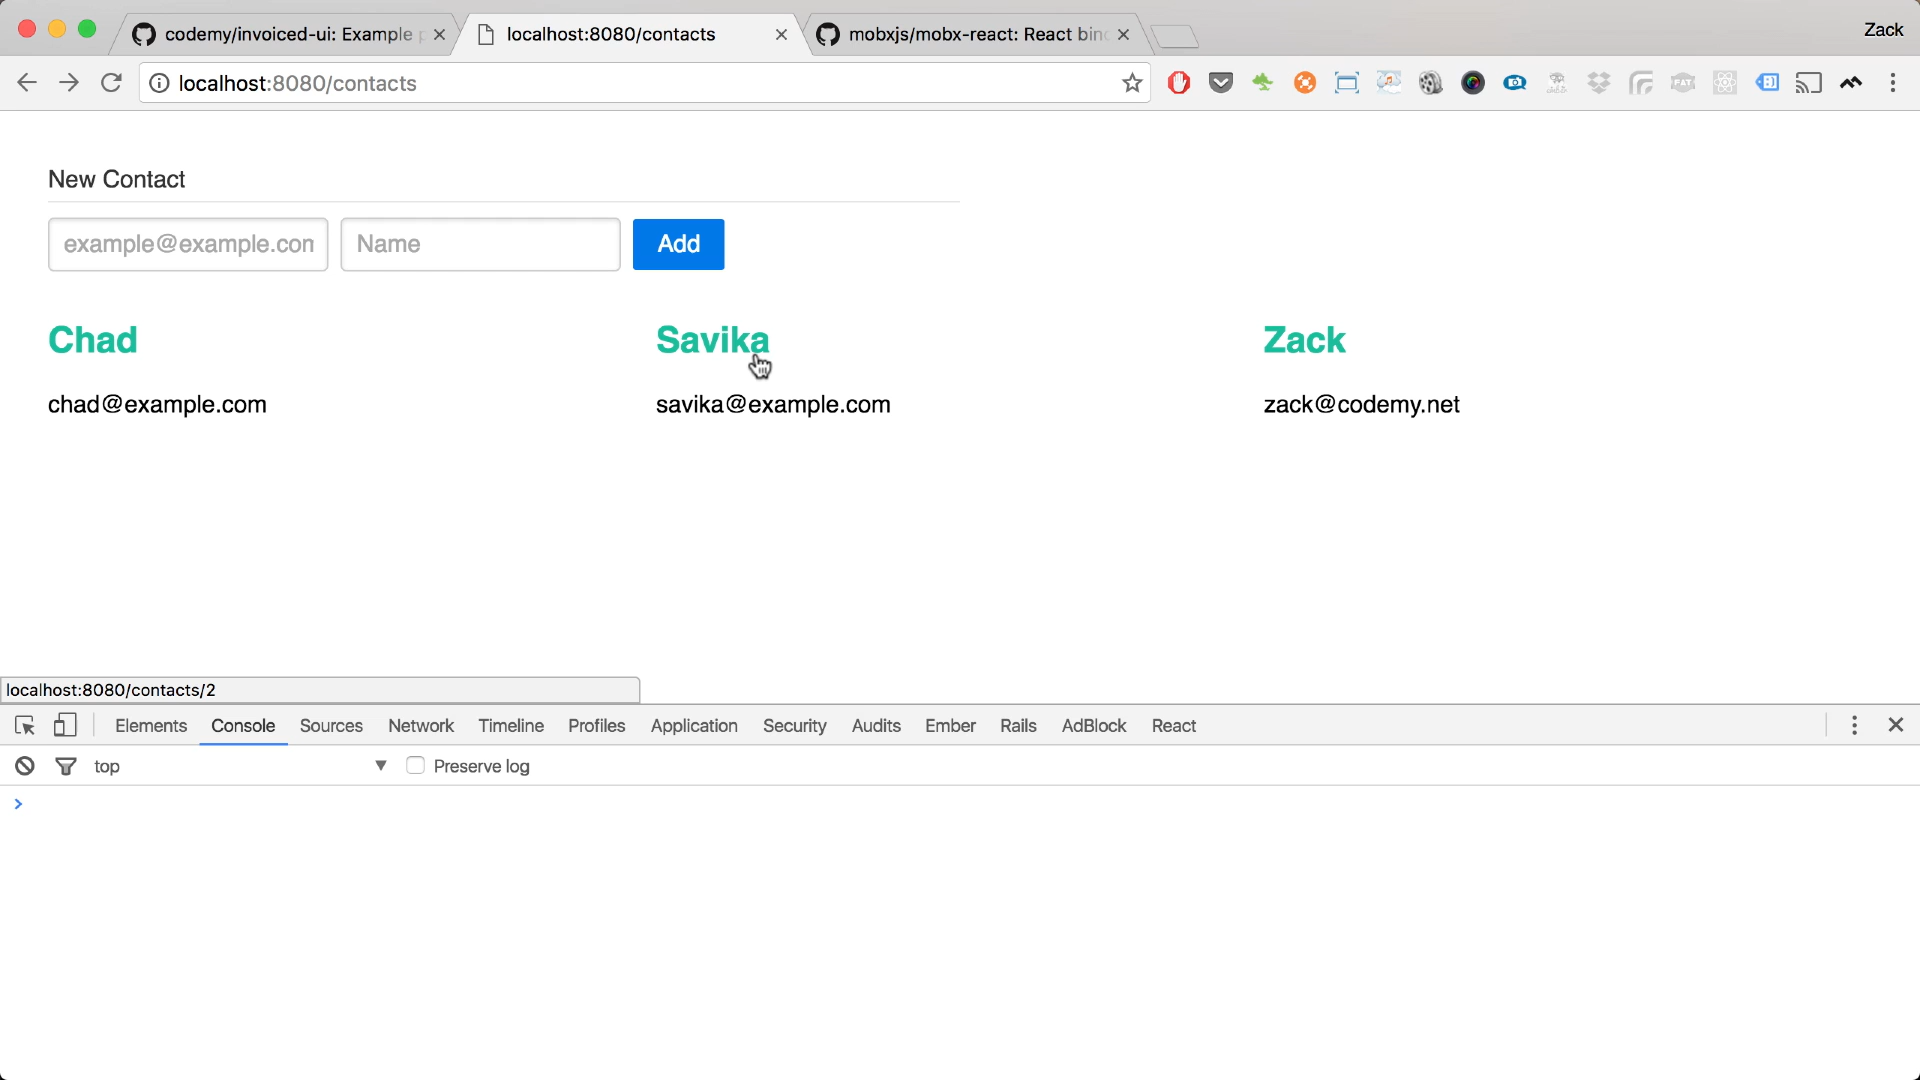 codemy/invoiced-ui: Example p
localhost:8080/contacts
mobxjs/mobx-react: React bin
Zack
localhost:8080/contacts
New Contact
example@example.com
Name
Add
Chad
Savika
Zack
chad@example.com
savika@example.com
zack@codemy.net
localhost:8080/contacts/2
Elements Console Sources Network Timeline Profiles Application Security Audits Ember Rails AdBlock React
top
Preserve log